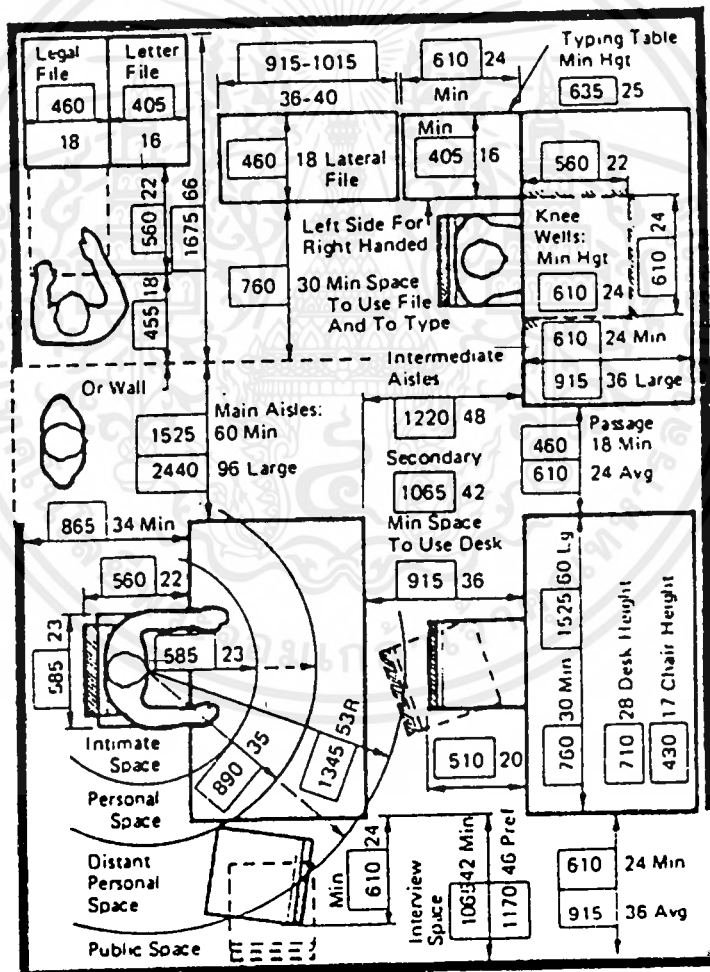 Legal
File
460
18
Letter
File
405
16
915-1015
36-40
610 24
Min
Typing Table
Min Hgt
635 25
460 18 Lateral
File
Min
405 16
560 22
560 22
1675 66
455 18
Left Side For
Right Handed
Knee
Wells:
Min Hgt
610 24
610 24
760 30 Min Space
To Use File
And To Type
610 24 Min
915 36 Large
Intermediate
Aisles
1220 48
Or Wall
Main Aisles:
1525 60 Min
2440 96 Large
Passage
460 18 Min
610 24 Avg
Secondary
1065 42
Min Space
To Use Desk
915 36
865 34 Min
560 22
585 23
585 23
890 35
1345 53R
Intimate
Space
Personal
Space
Distant
Personal
Space
Public Space
510 20
760 30 Min
1525 60 Lg
710 28 Desk Height
430 17 Chair Height
Min
610 24
Interview
Space
1065 42 Min
1170 46 Pref
610 24 Min
915 36 Avg